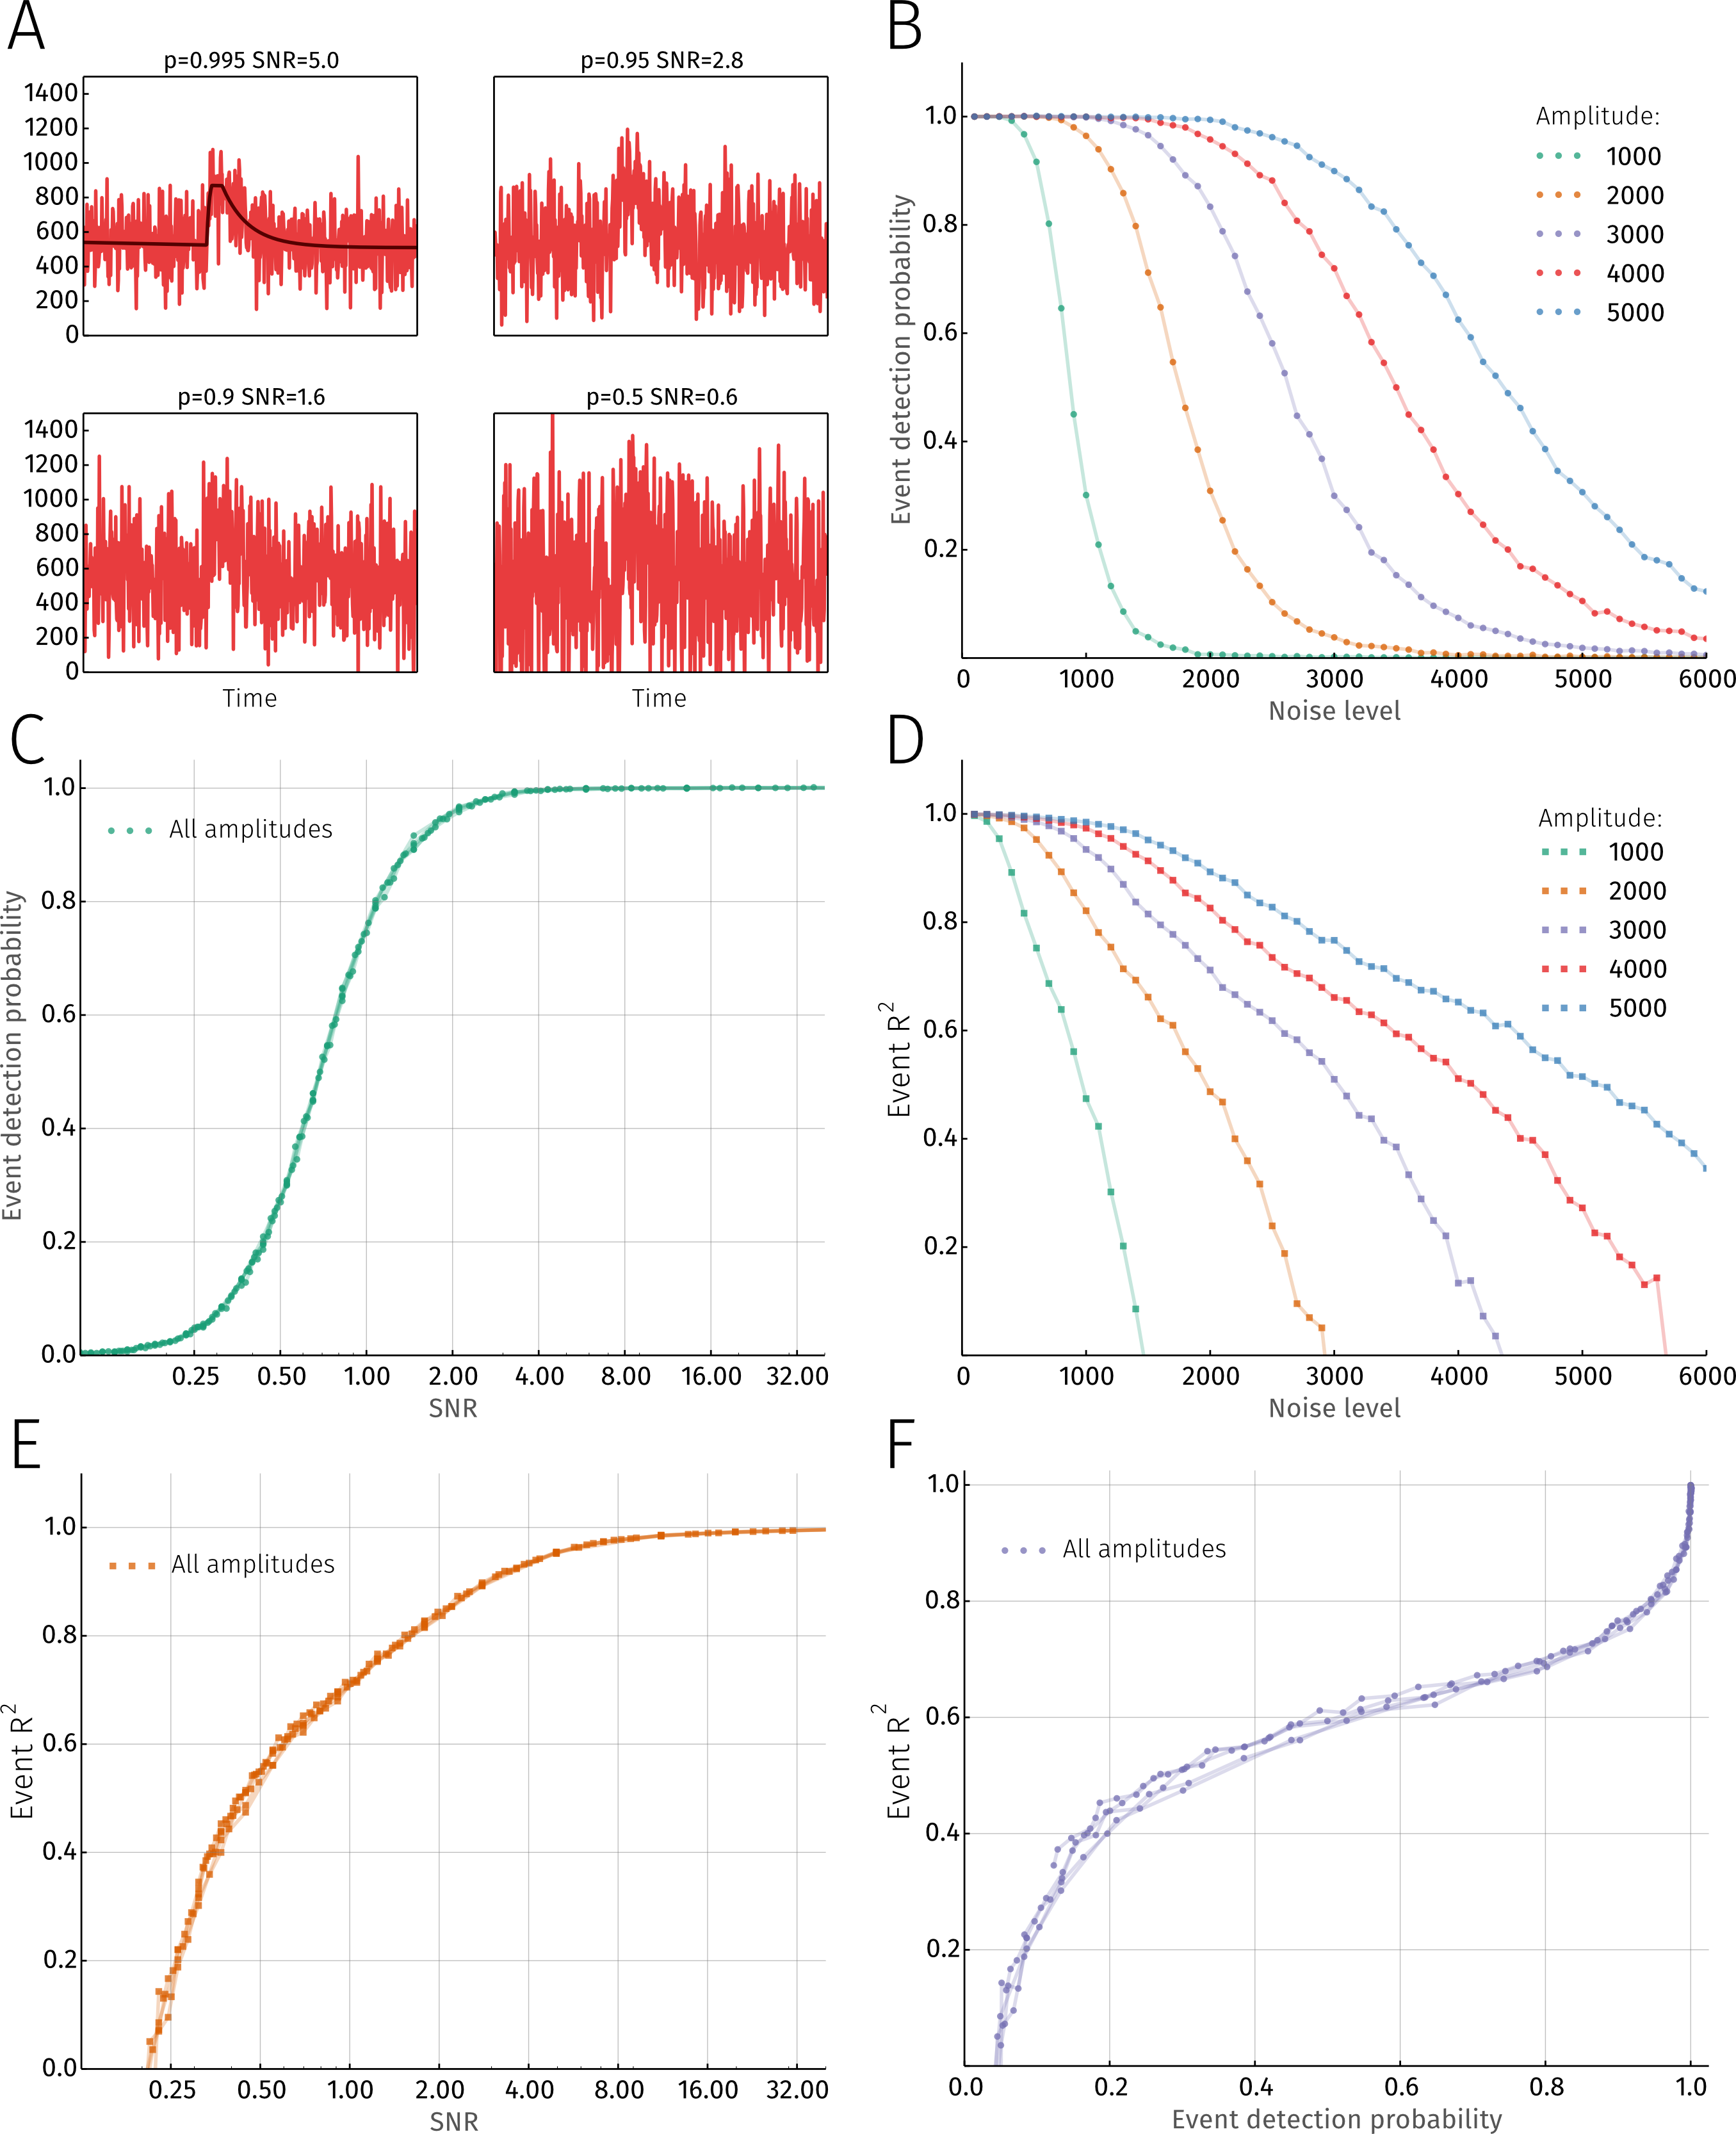 A
p=0.995 SNR=5.0
p=0.95 SNR=2.8
1400
1200
1000
800
600
400
200
0
p=0.9 SNR=1.6
p=0.5 SNR=0.6
1400
1200
1000
800
600
400
200
0
Time
Time
B
Event detection probability
1.0
0.8
0.6
0.4
0.2
Amplitude:
1000
2000
3000
4000
5000
0 1000 2000 3000 4000 5000 6000
Noise level
C
Event detection probability
1.0
0.8
0.6
0.4
0.2
0.0
All amplitudes
0.25 0.50 1.00 2.00 4.00 8.00 16.00 32.00
SNR
D
Event R²
1.0
0.8
0.6
0.4
0.2
Amplitude:
1000
2000
3000
4000
5000
0 1000 2000 3000 4000 5000 6000
Noise level
E
Event R²
1.0
0.8
0.6
0.4
0.2
0.0
All amplitudes
0.25 0.50 1.00 2.00 4.00 8.00 16.00 32.00
SNR
F
Event R²
1.0
0.8
0.6
0.4
0.2
All amplitudes
0.0 0.2 0.4 0.6 0.8 1.0
Event detection probability